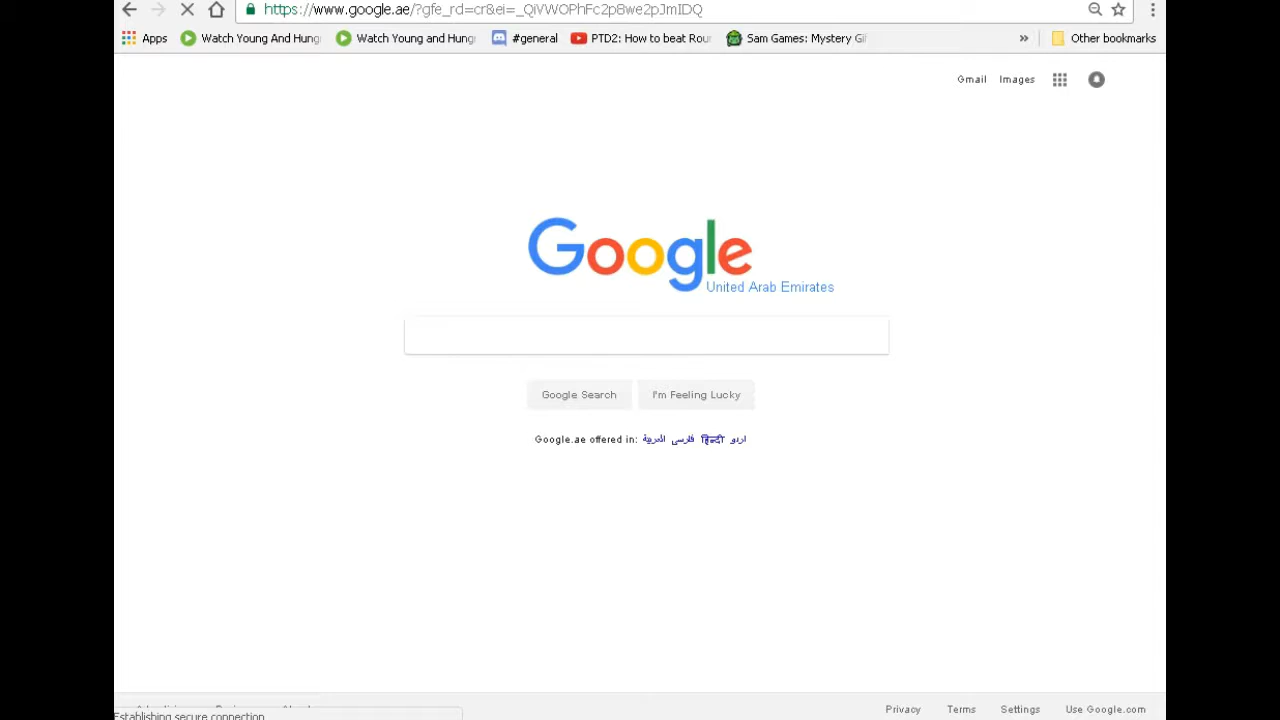 https://www.google.ae/?gfe_rd=cr&ei=_QiVWOPhFc2p8we2pJmIDQ
Apps Watch Young And Hung Watch Young and Hung #general PTD2: How to beat Rou Sam Games: Mystery Gif Other bookmarks
Gmail Images
Google
United Arab Emirates
Google Search I'm Feeling Lucky
Google.ae offered in: العربية فارسی हिन्दी اردو
Privacy Terms Settings Use Google.com
Establishing secure connection